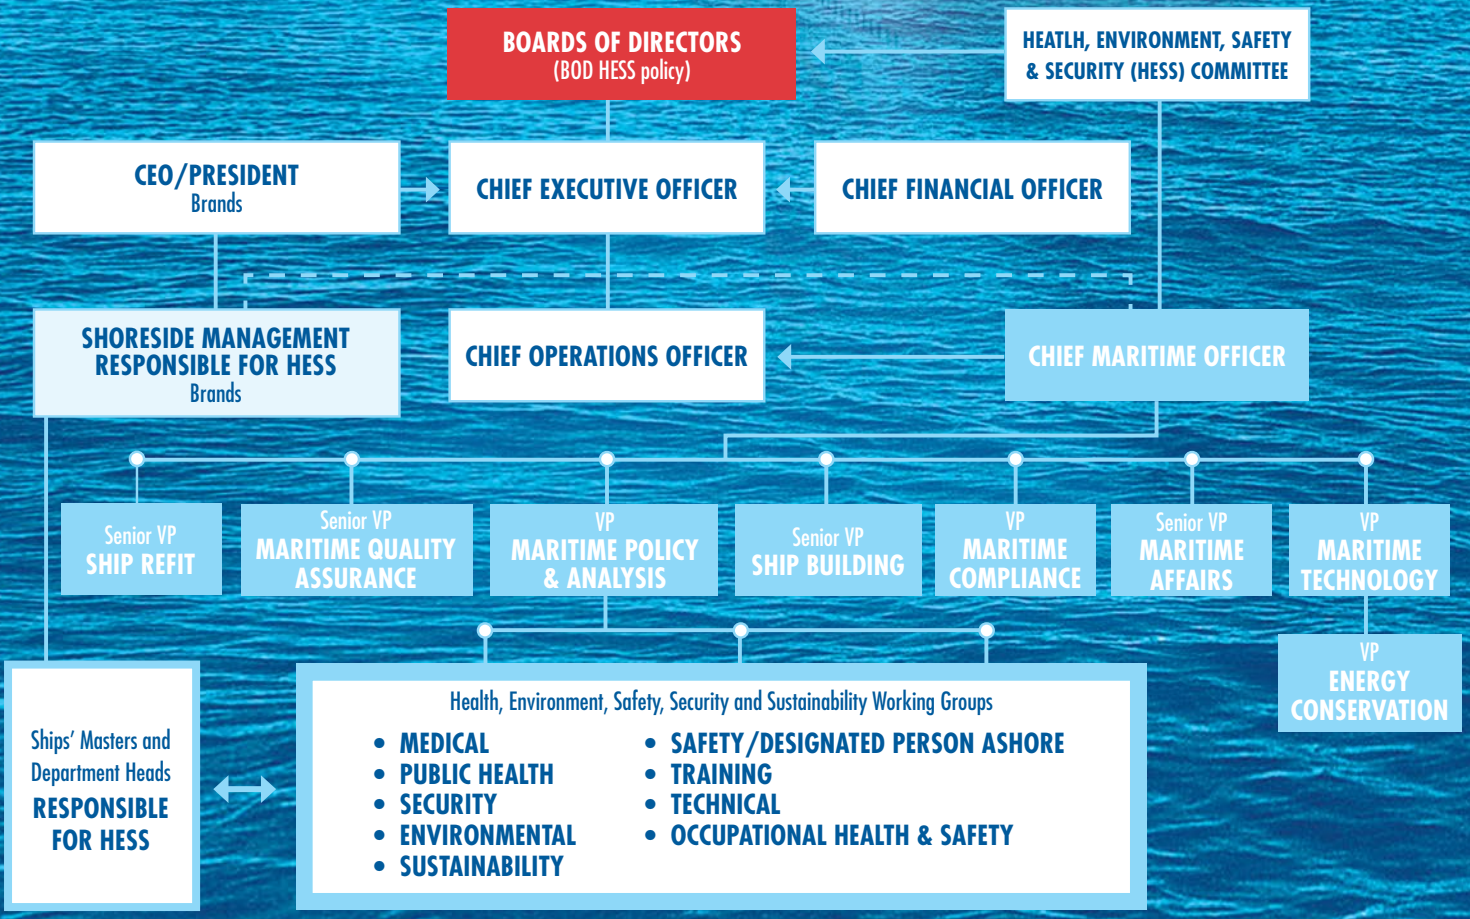 BOARDS OF DIRECTORS
(BOD HESS policy)
HEATLH, ENVIRONMENT, SAFETY
& SECURITY (HESS) COMMITTEE
CEO/PRESIDENT
Brands
CHIEF EXECUTIVE OFFICER
CHIEF FINANCIAL OFFICER
SHORESIDE MANAGEMENT
RESPONSIBLE FOR HESS
Brands
CHIEF OPERATIONS OFFICER
CHIEF MARITIME OFFICER
Senior VP
SHIP REFIT
Senior VP
MARITIME QUALITY
ASSURANCE
VP
MARITIME POLICY
& ANALYSIS
Senior VP
SHIP BUILDING
VP
MARITIME
COMPLIANCE
Senior VP
MARITIME
AFFAIRS
VP
MARITIME
TECHNOLOGY
VP
ENERGY
CONSERVATION
Ships' Masters and
Department Heads
RESPONSIBLE
FOR HESS
Health, Environment, Safety, Security and Sustainability Working Groups
• MEDICAL
• PUBLIC HEALTH
• SECURITY
• ENVIRONMENTAL
• SUSTAINABILITY
• SAFETY/DESIGNATED PERSON ASHORE
• TRAINING
• TECHNICAL
• OCCUPATIONAL HEALTH & SAFETY